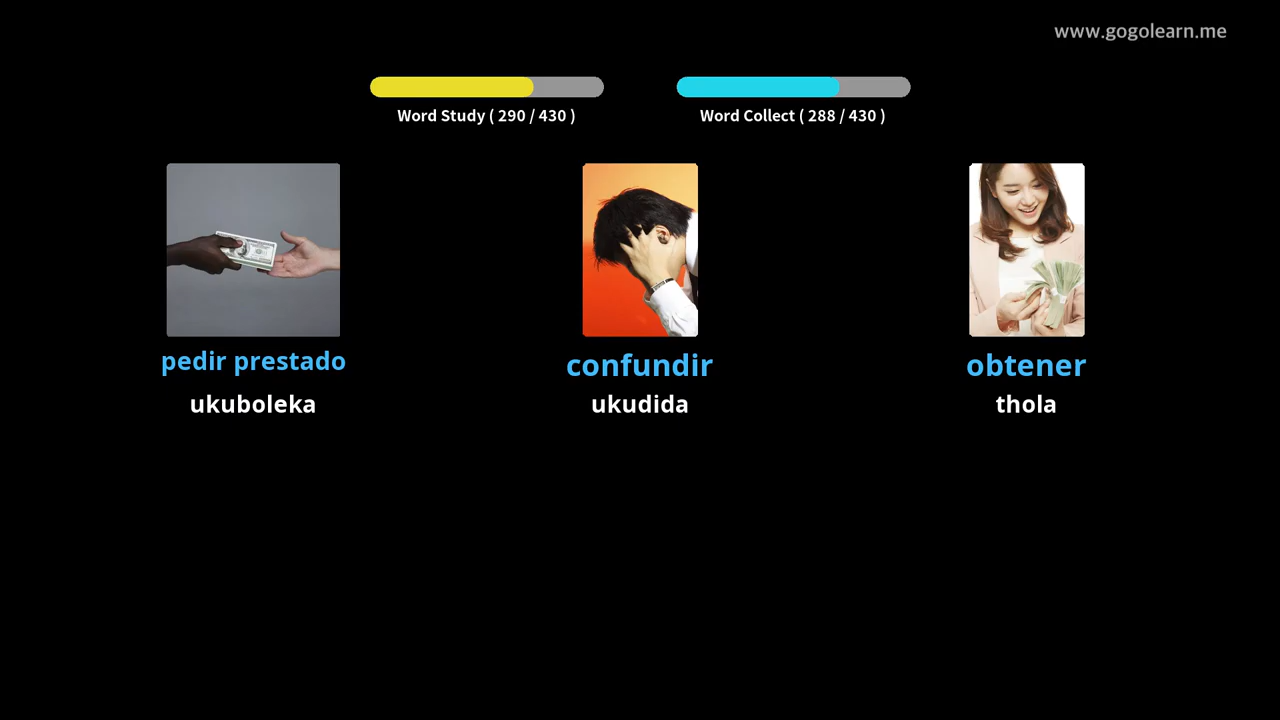 www.gogolearn.me
Word Study ( 290 / 430 )
Word Collect ( 288 / 430 )
pedir prestado
confundir
obtener
ukuboleka
ukudida
thola